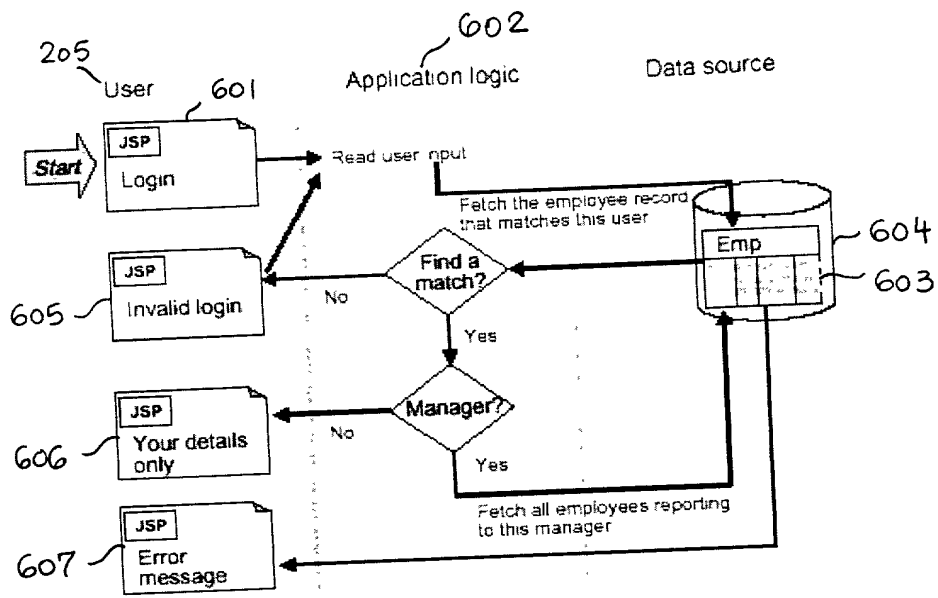 602
205
User
601
Application logic
Data source
Start
JSP
Login
Read user input
Fetch the employee record
that matches this user
Emp
604
603
Find a
match?
No
JSP
Invalid login
605
Yes
Manager?
No
JSP
Your details
only
606
Yes
Fetch all employees reporting
to this manager
JSP
Error
message
607